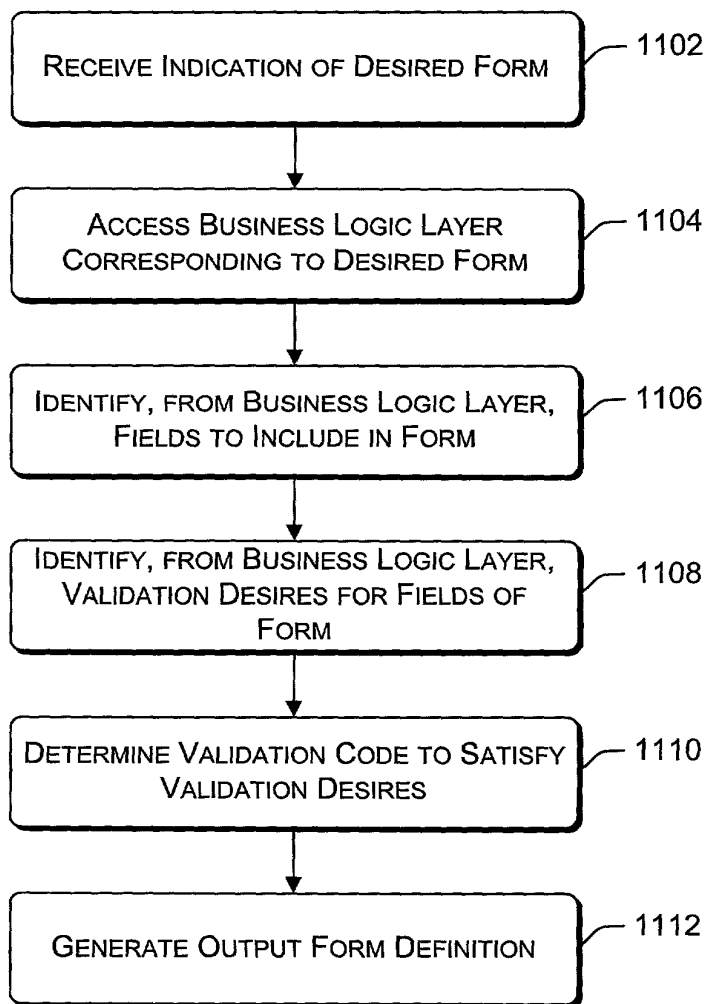 RECEIVE INDICATION OF DESIRED FORM
1102
ACCESS BUSINESS LOGIC LAYER
CORRESPONDING TO DESIRED FORM
1104
IDENTIFY, FROM BUSINESS LOGIC LAYER,
FIELDS TO INCLUDE IN FORM
1106
IDENTIFY, FROM BUSINESS LOGIC LAYER,
VALIDATION DESIRES FOR FIELDS OF
FORM
1108
DETERMINE VALIDATION CODE TO SATISFY
VALIDATION DESIRES
1110
GENERATE OUTPUT FORM DEFINITION
1112